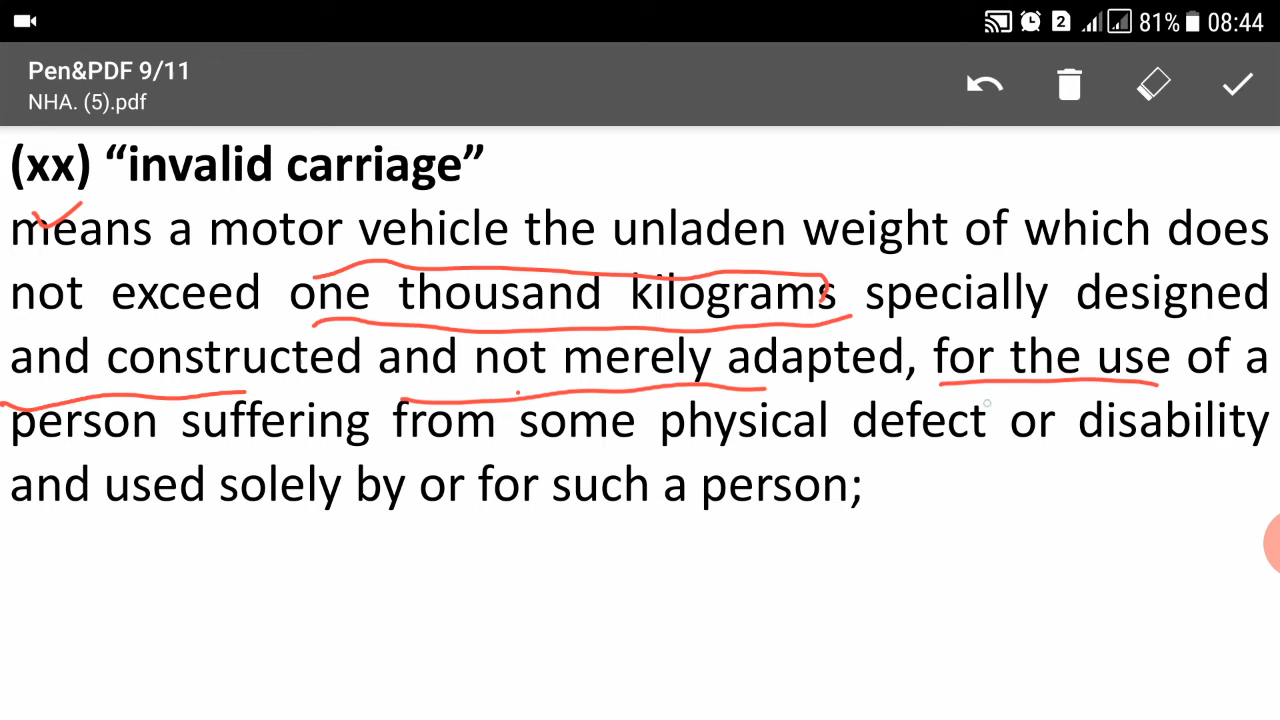 2 81% 08:44
Pen&PDF 9/11
NHA. (5).pdf
(xx) “invalid carriage”
means a motor vehicle the unladen weight of which does
not exceed one thousand kilograms specially designed
and constructed and not merely adapted, for the use of a
person suffering from some physical defect or disability
and used solely by or for such a person;